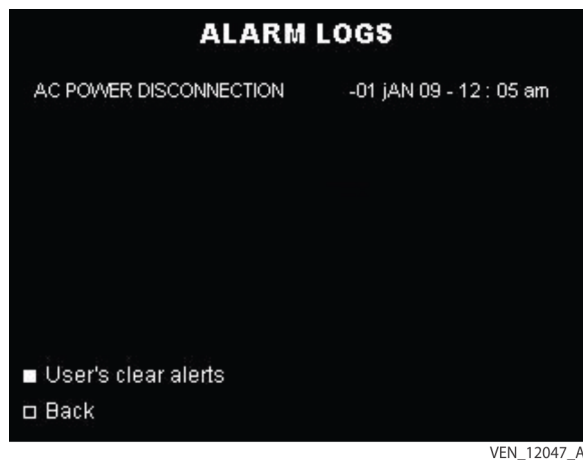 ALARM LOGS
AC POWER DISCONNECTION -01 jAN 09 - 12 : 05 am
User's clear alerts
Back
VEN_12047_A